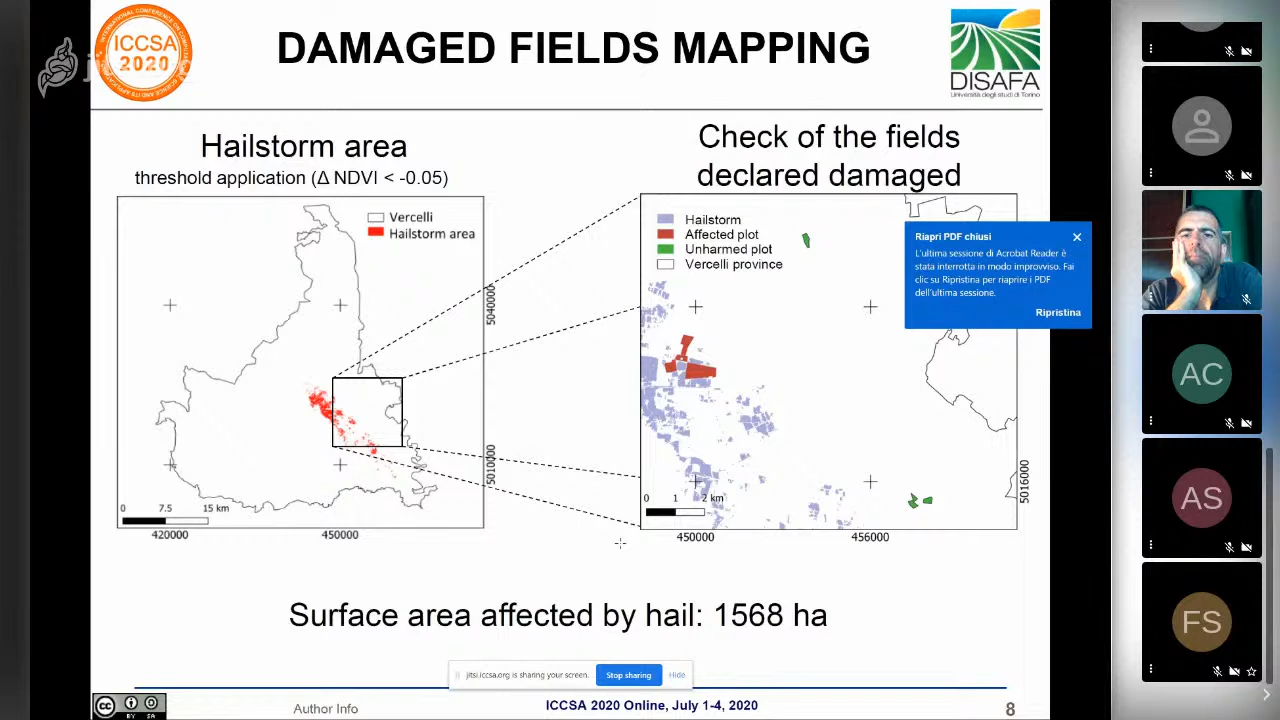 ICCSA
2020
DAMAGED FIELDS MAPPING
DISAFA
Università degli studi di Torino
Hailstorm area
threshold application (Δ NDVI < -0.05)
Vercelli
Hailstorm area
5040000
5010000
0 7.5 15 km
420000 450000
Check of the fields
declared damaged
Hailstorm
Affected plot
Unharmed plot
Vercelli province
0 1 2 km
5016000
450000 456000
Riapri PDF chiusi
L'ultima sessione di Acrobat Reader è
stata interrotta in modo improvviso. Fai
clic su Ripristina per riaprire i PDF
dell'ultima sessione.
Ripristina
Surface area affected by hail: 1568 ha
jitsi.iccsa.org is sharing your screen.
Stop sharing
Hide
cc
BY SA
Author Info
ICCSA 2020 Online, July 1-4, 2020
8
AC
AS
FS